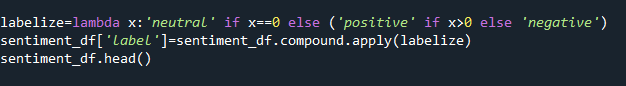 labelize=lambda x:'neutral' if x==0 else ('positive' if x>0 else 'negative')
sentiment_df['label']=sentiment_df.compound.apply(labelize)
sentiment_df.head()